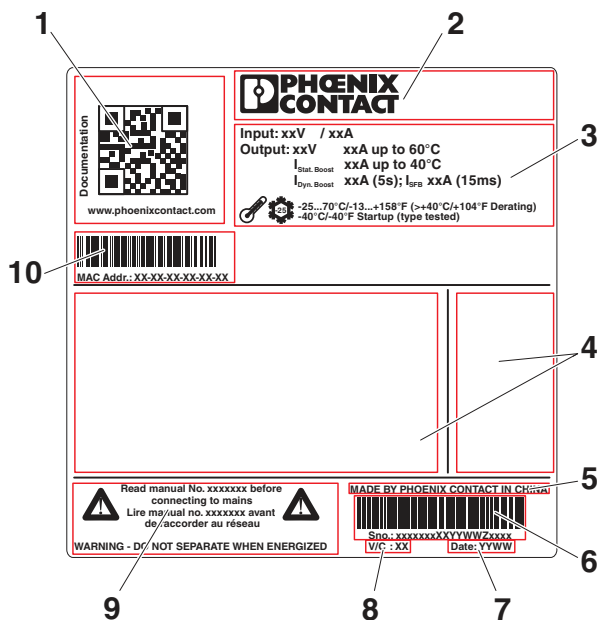 1
2
PHŒNIX
CONTACT
Documentation
www.phoenixcontact.com
Input: xxV / xxA
Output: xxV xxA up to 60°C
I Stat. Boost xxA up to 40°C
I Dyn. Boost xxA (5s); I SFB xxA (15ms)
-25
-25...70°C/-13...+158°F (>+40°C/+104°F Derating)
-40°C/-40°F Startup (type tested)
3
10
MAC Addr.: XX-XX-XX-XX-XX-XX
4
Read manual No. xxxxxxx before
connecting to mains
Lire manual no. xxxxxxx avant
de raccorder au réseau
WARNING - DO NOT SEPARATE WHEN ENERGIZED
MADE BY PHOENIX CONTACT IN CHINA
5
Sno.: xxxxxxxXXYYWWZxxxx
6
V/C : XX
Date: YYWW
9
8
7